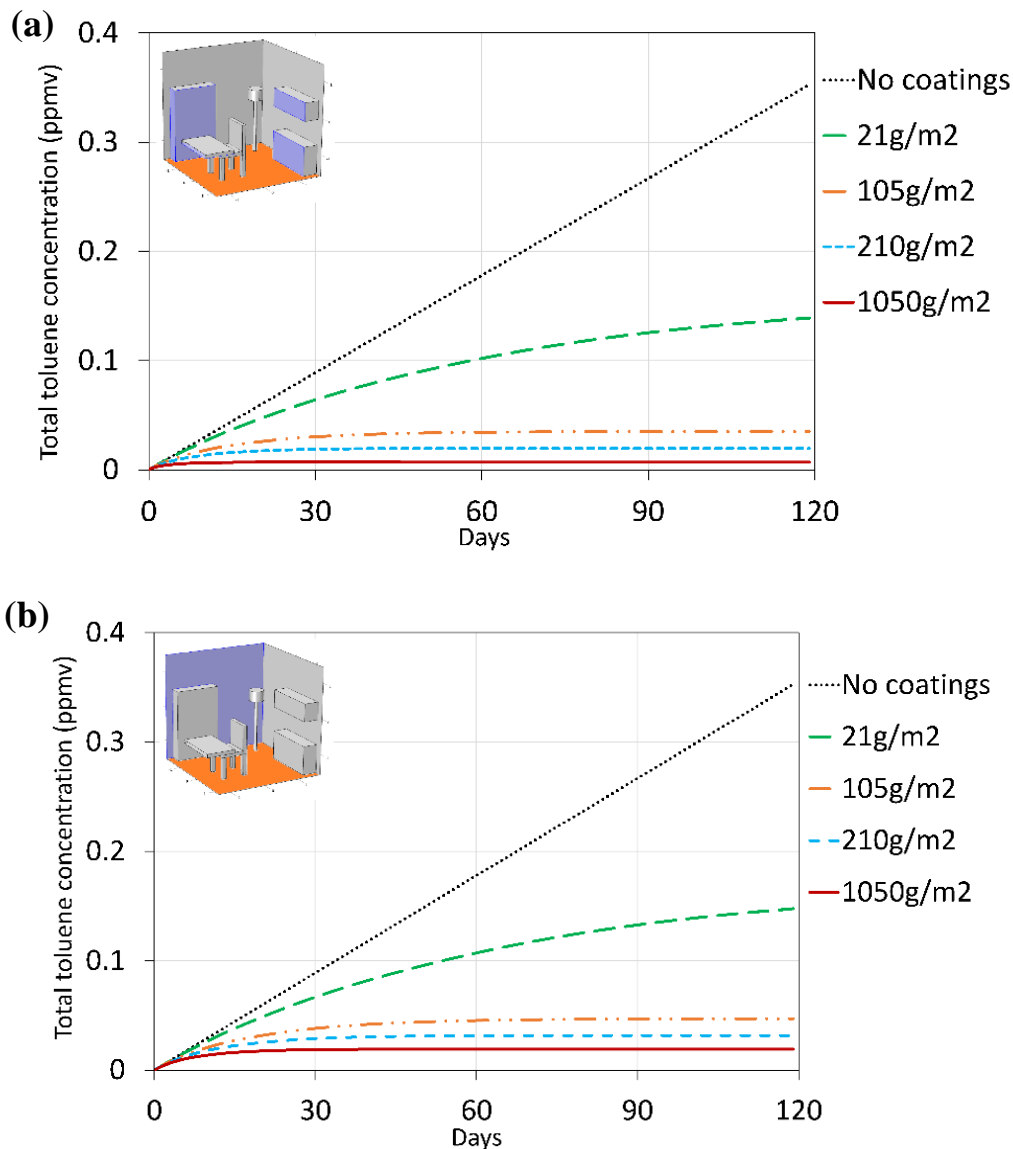 (a)
Total toluene concentration (ppmv)
0.4
0.3
0.2
0.1
0
0 30 60 90 120
Days
No coatings
21g/m2
105g/m2
210g/m2
1050g/m2
(b)
Total toluene concentration (ppmv)
0.4
0.3
0.2
0.1
0
0 30 60 90 120
Days
No coatings
21g/m2
105g/m2
210g/m2
1050g/m2